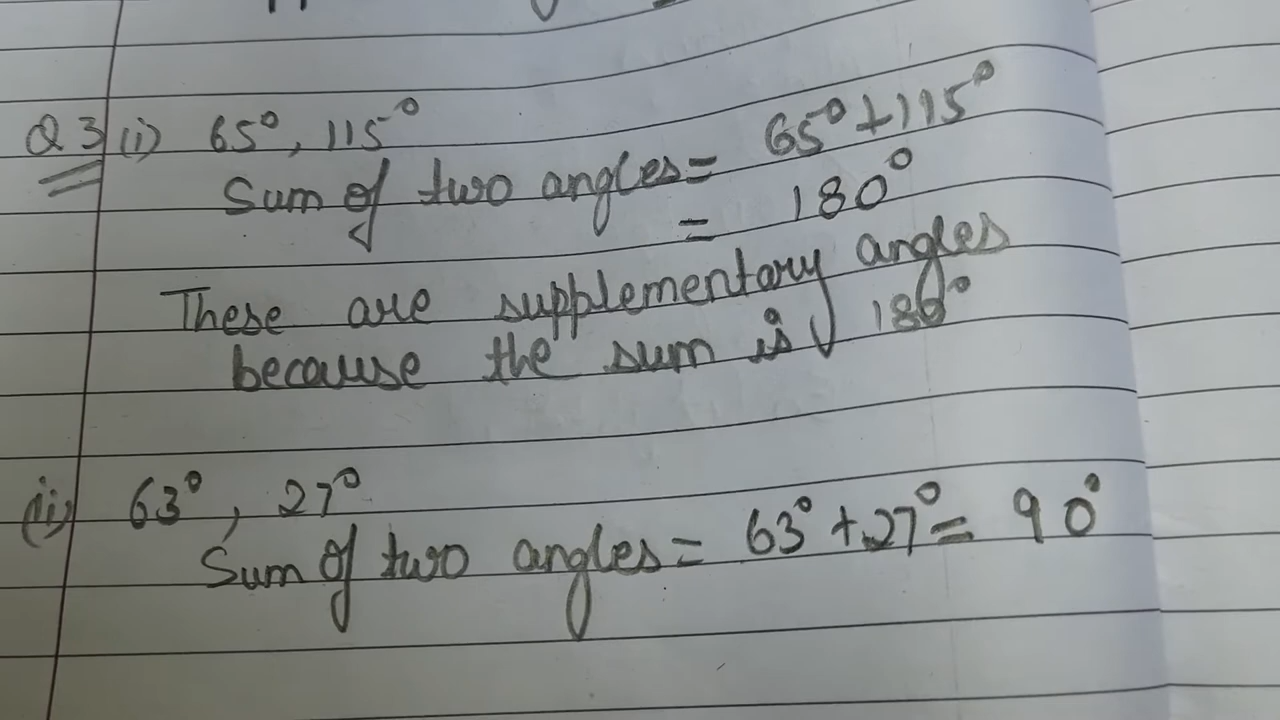 Q3 (i) 65°, 115°
Sum of two angles = 65° + 115°
= 180°
These are supplementary angles
because the sum is 180°
(ii) 63°, 27°
Sum of two angles = 63° + 27° = 90°